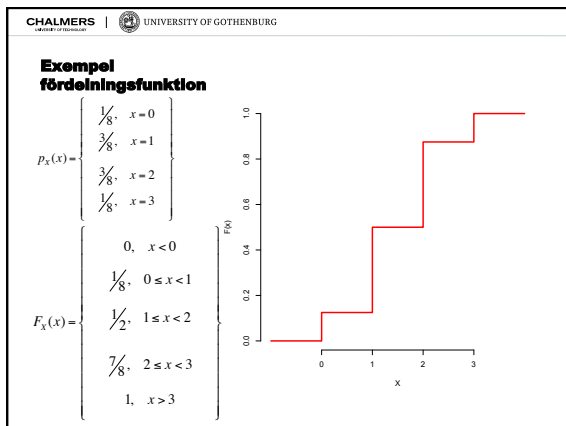 CHALMERS | UNIVERSITY OF GOTHENBURG
UNIVERSITY OF TECHNOLOGY
Exempel
fördelningsfunktion
p_X(x) = { 1/8, x = 0
3/8, x = 1
3/8, x = 2
1/8, x = 3 }
F_X(x) = { 0, x < 0
1/8, 0 ≤ x < 1
1/2, 1 ≤ x < 2
7/8, 2 ≤ x < 3
1, x > 3 }
F(x)
1.0
0.8
0.6
0.4
0.2
0.0
0 1 2 3
X